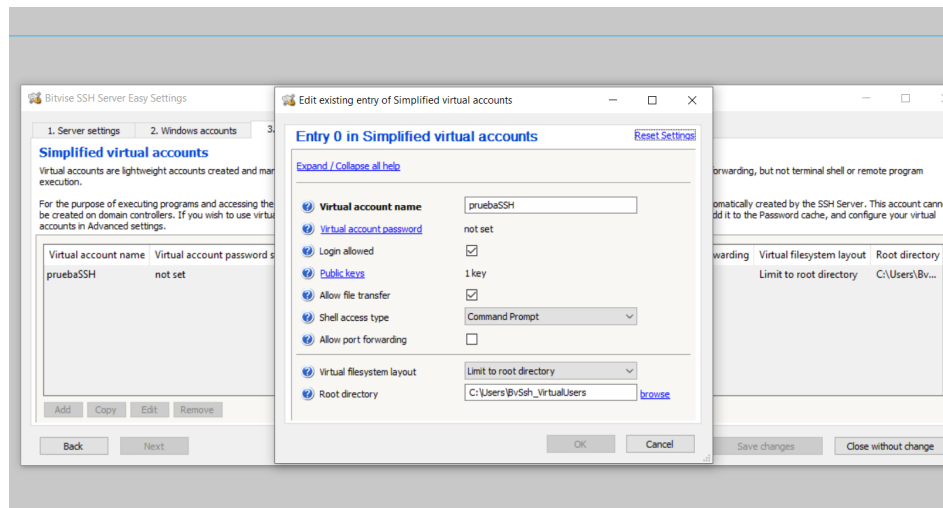 Bitvise SSH Server Easy Settings
1. Server settings
2. Windows accounts
3.
Simplified virtual accounts
Virtual accounts are lightweight accounts created and mar
orwarding, but not terminal shell or remote program
execution.
For the purpose of executing programs and accessing the
omatically created by the SSH Server. This account cann
be created on domain controllers. If you wish to use virtua
dd it to the Password cache, and configure your virtual
accounts in Advanced settings.
Virtual account name
Virtual account password s
warding
Virtual filesystem layout
Root directory
pruebaSSH
not set
Limit to root directory
C:\Users\Bv...
Add
Copy
Edit
Remove
Back
Next
Save changes
Close without change
Edit existing entry of Simplified virtual accounts
Entry 0 in Simplified virtual accounts
Reset Settings
Expand / Collapse all help
Virtual account name
pruebaSSH
Virtual account password
not set
Login allowed
Public keys
1 key
Allow file transfer
Shell access type
Command Prompt
Allow port forwarding
Virtual filesystem layout
Limit to root directory
Root directory
C:\Users\BvSsh_VirtualUsers
browse
OK
Cancel